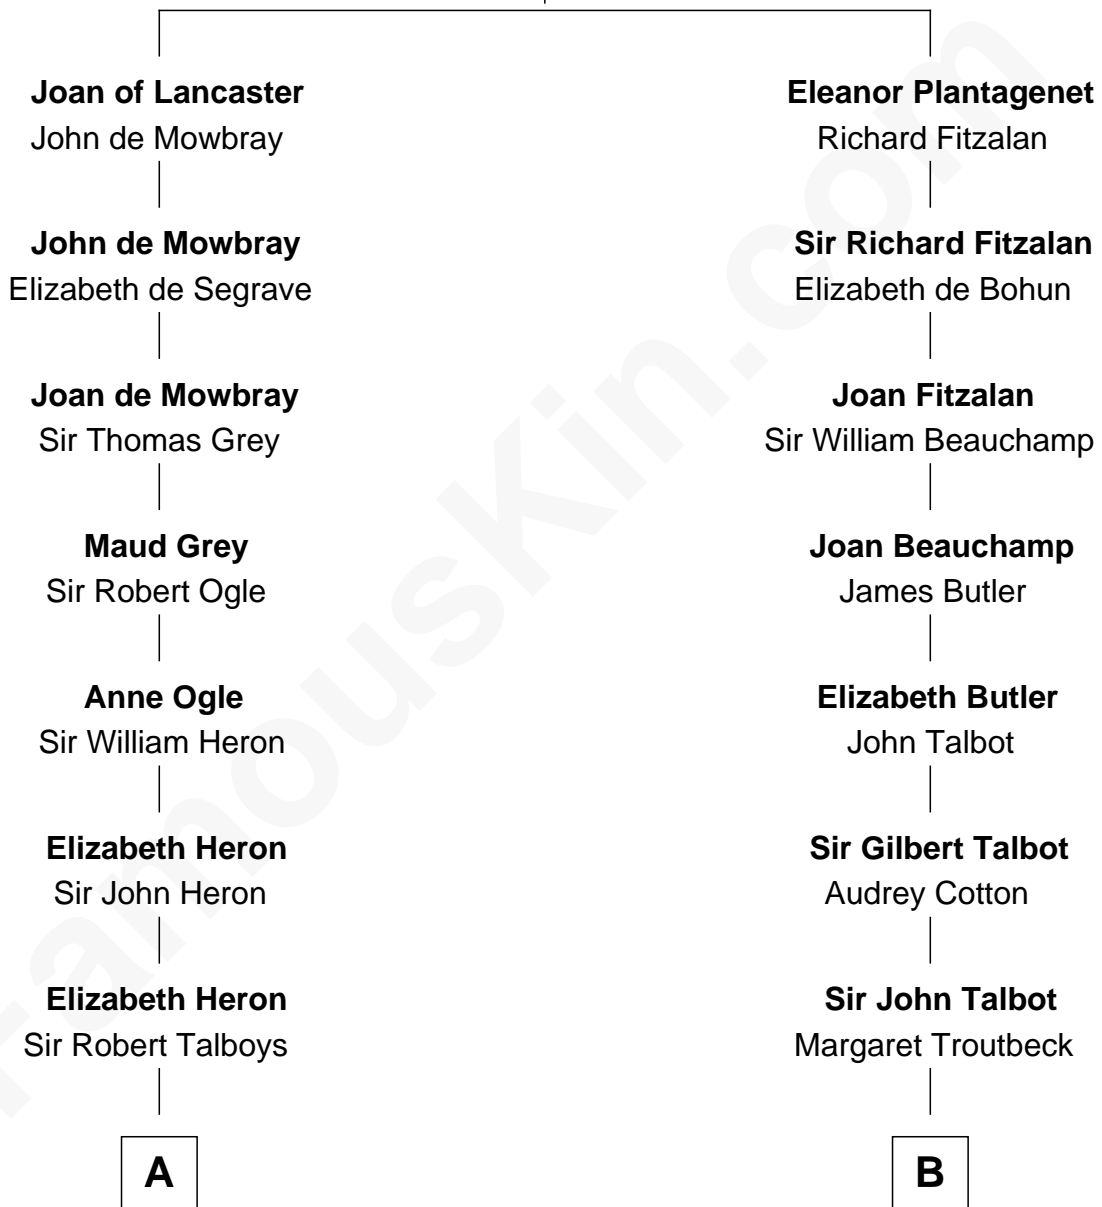 Joan of Lancaster
John de Mowbray
John de Mowbray
Elizabeth de Segrave
Joan de Mowbray
Sir Thomas Grey
Maud Grey
Sir Robert Ogle
Anne Ogle
Sir William Heron
Elizabeth Heron
Sir John Heron
Elizabeth Heron
Sir Robert Talboys
A
Eleanor Plantagenet
Richard Fitzalan
Sir Richard Fitzalan
Elizabeth de Bohun
Joan Fitzalan
Sir William Beauchamp
Joan Beauchamp
James Butler
Elizabeth Butler
John Talbot
Sir Gilbert Talbot
Audrey Cotton
Sir John Talbot
Margaret Troutbeck
B
FamousKin.com